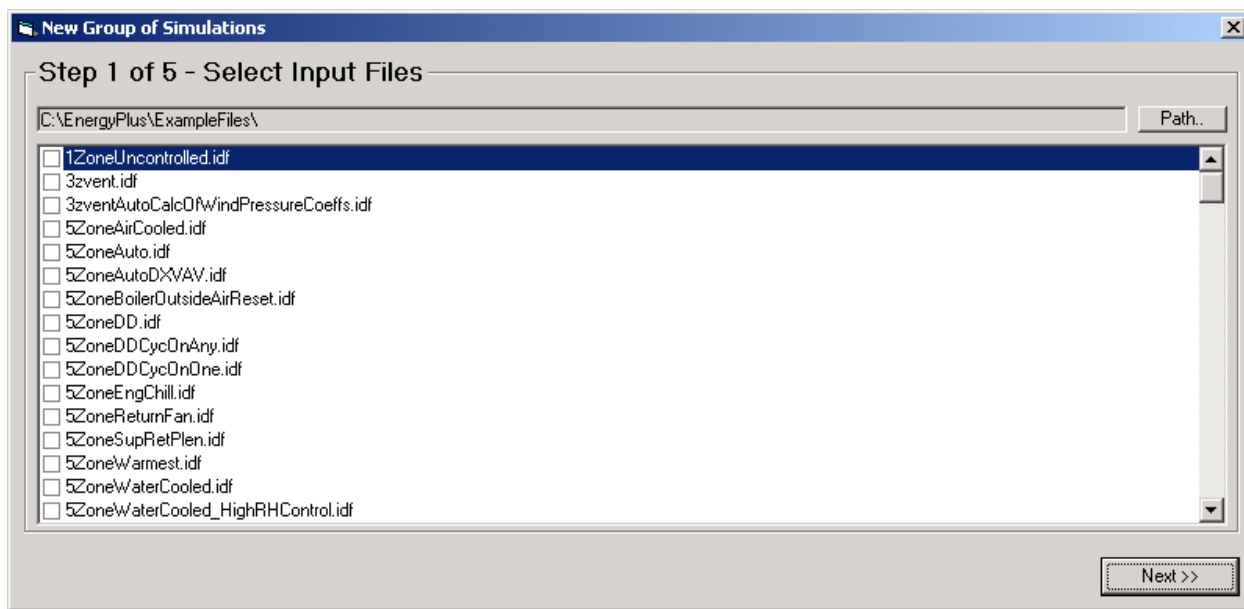 New Group of Simulations
Step 1 of 5 - Select Input Files
C:\EnergyPlus\ExampleFiles\
Path..
1ZoneUncontrolled.idf
3zvent.idf
3zventAutoCalcOfWindPressureCoeffs.idf
5ZoneAirCooled.idf
5ZoneAuto.idf
5ZoneAutoDXVAV.idf
5ZoneBoilerOutsideAirReset.idf
5ZoneDD.idf
5ZoneDDCycOnAny.idf
5ZoneDDCycOnOne.idf
5ZoneEngChill.idf
5ZoneReturnFan.idf
5ZoneSupRetPlen.idf
5ZoneWarmest.idf
5ZoneWaterCooled.idf
5ZoneWaterCooled_HighRHControl.idf
Next >>